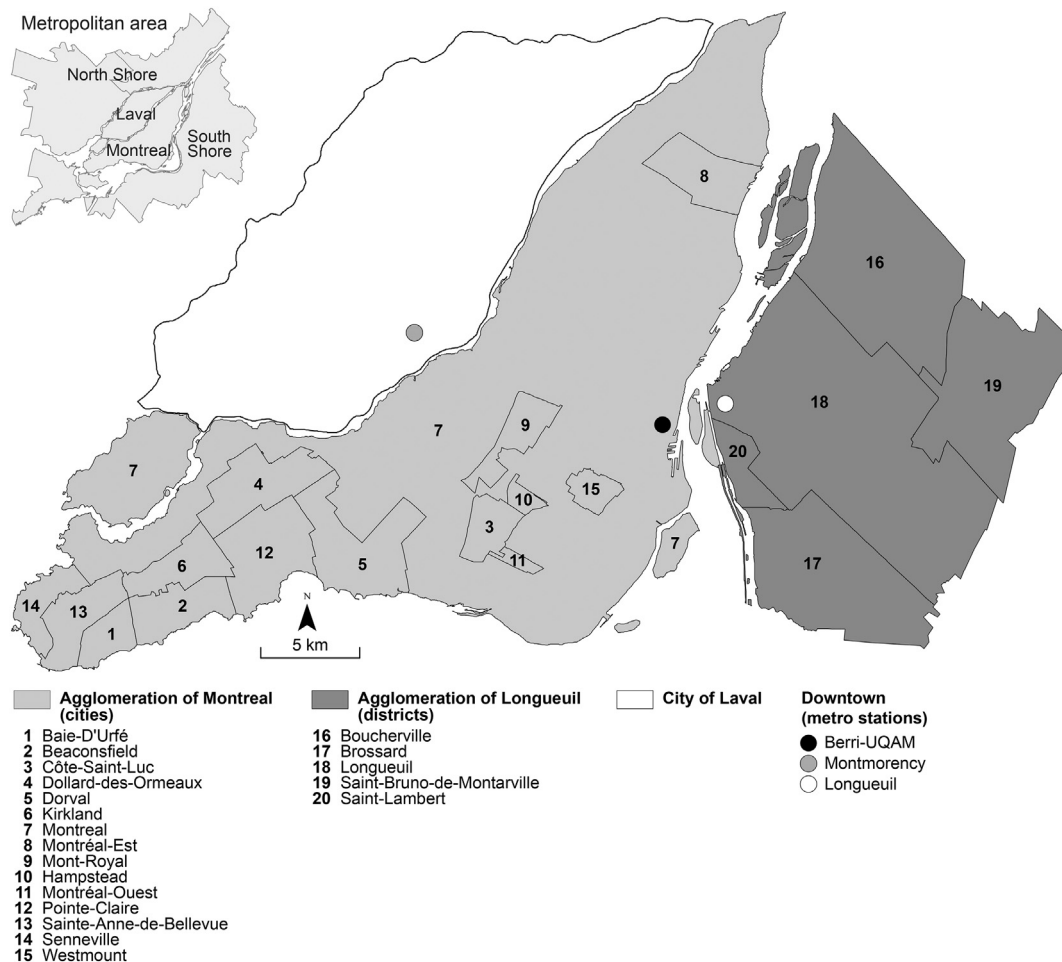 Metropolitan area
North Shore
Laval
Montreal
South
Shore
8
16
19
18
7
9
20
7
4
15
10
3
7
12
11
6
5
17
14
13
2
1
N
5 km
Agglomeration of Montreal
(cities)
1 Baie-D'Urfé
2 Beaconsfield
3 Côte-Saint-Luc
4 Dollard-des-Ormeaux
5 Dorval
6 Kirkland
7 Montreal
8 Montréal-Est
9 Mont-Royal
10 Hampstead
11 Montréal-Ouest
12 Pointe-Claire
13 Sainte-Anne-de-Bellevue
14 Senneville
15 Westmount
Agglomeration of Longueuil
(districts)
16 Boucherville
17 Brossard
18 Longueuil
19 Saint-Bruno-de-Montarville
20 Saint-Lambert
City of Laval
Downtown
(metro stations)
Berri-UQAM
Montmorency
Longueuil